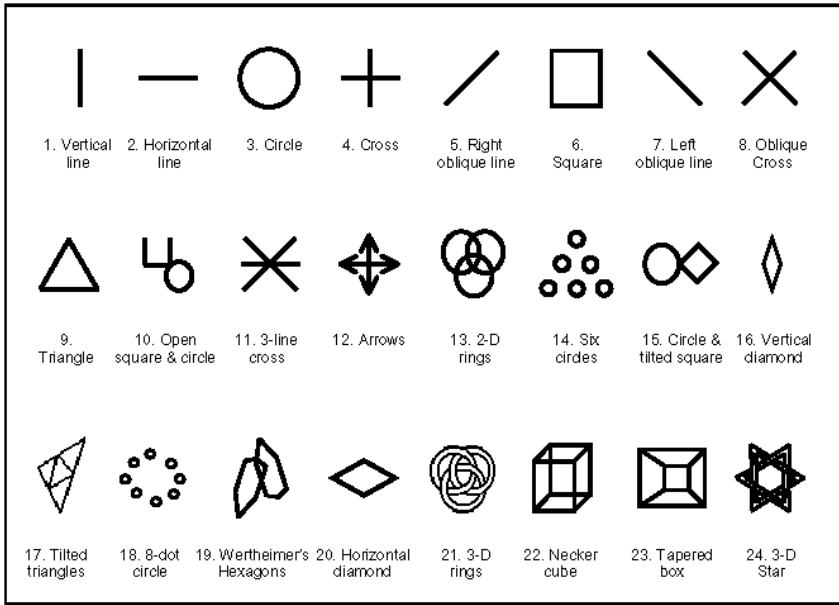 1. Vertical line
2. Horizontal line
3. Circle
4. Cross
5. Right oblique line
6. Square
7. Left oblique line
8. Oblique Cross
9. Triangle
10. Open square & circle
11. 3-line cross
12. Arrows
13. 2-D rings
14. Six circles
15. Circle & tilted square
16. Vertical diamond
17. Tilted triangles
18. 8-dot circle
19. Wertheimer's Hexagons
20. Horizontal diamond
21. 3-D rings
22. Necker cube
23. Tapered box
24. 3-D Star